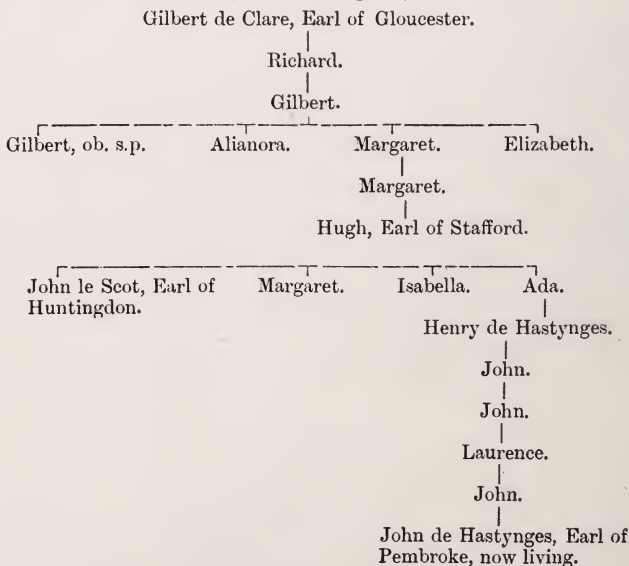 Gilbert de Clare, Earl of Gloucester.
Richard.
Gilbert.
Gilbert, ob. s.p. Alianora. Margaret. Elizabeth.
Margaret.
Hugh, Earl of Stafford.
John le Scot, Earl of Huntingdon. Margaret. Isabella. Ada.
Henry de Hastynges.
John.
John.
Laurence.
John.
John de Hastynges, Earl of
Pembroke, now living.